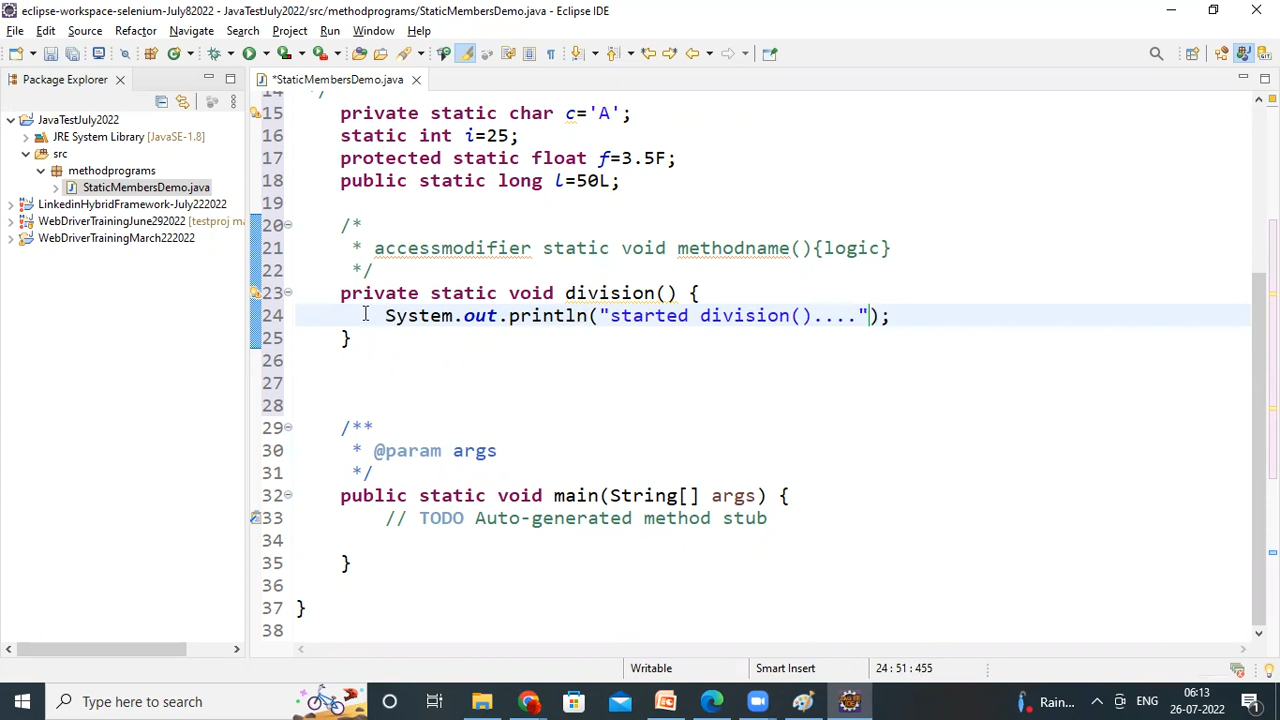 eclipse-workspace-selenium-July82022 - JavaTestJuly2022/src/methodprograms/StaticMembersDemo.java - Eclipse IDE
File Edit Source Refactor Navigate Search Project Run Window Help
Package Explorer
*StaticMembersDemo.java
JavaTestJuly2022
JRE System Library [JavaSE-1.8]
src
methodprograms
StaticMembersDemo.java
LinkedinHybridFramework-July222022
WebDriverTrainingJune292022 [testproj m
WebDriverTrainingMarch222022
14 */
15 private static char c='A';
16 static int i=25;
17 protected static float f=3.5F;
18 public static long l=50L;
19
20 /*
21 * accessmodifier static void methodname(){logic}
22 */
23 private static void division() {
24 System.out.println("started division()....");
25 }
26
27
28
29 /**
30 * @param args
31 */
32 public static void main(String[] args) {
33 // TODO Auto-generated method stub
34
35 }
36
37 }
38
Writable Smart Insert 24 : 51 : 455
Type here to search
Rain... ENG 06:13
26-07-2022
1